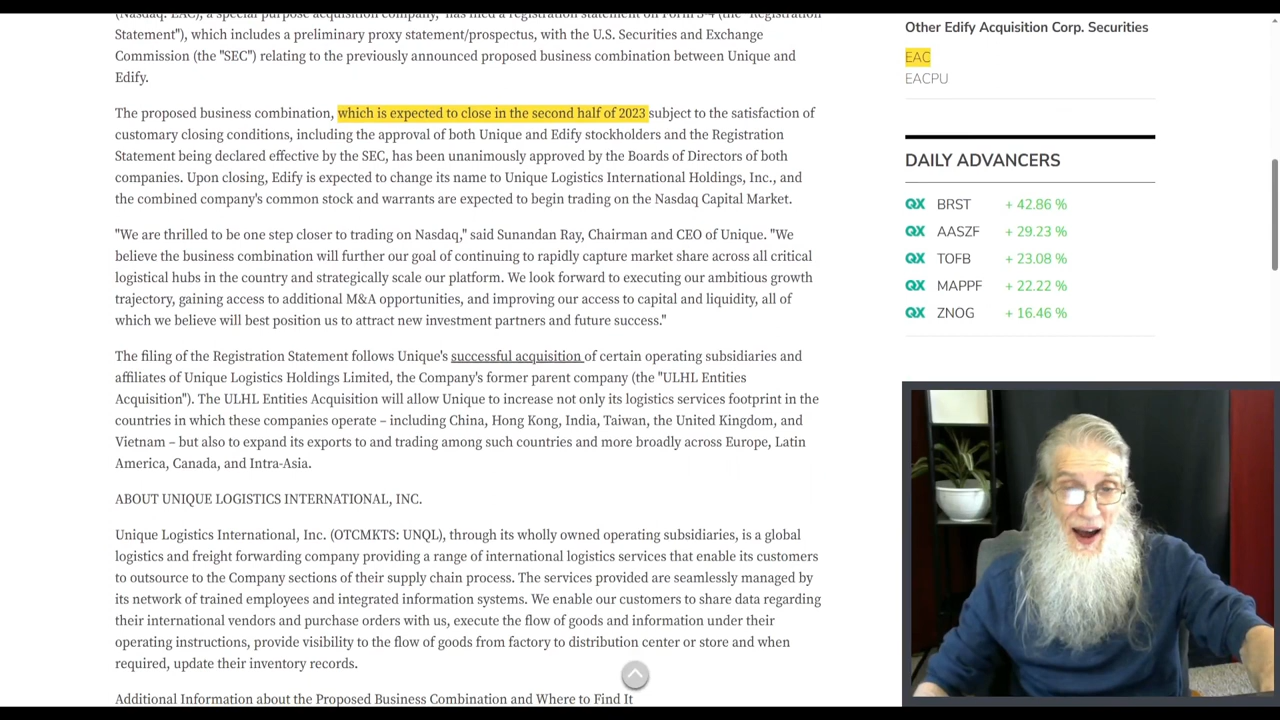 (Nasdaq: EAC), a special purpose acquisition company, has filed a registration statement on Form S-4 (the "Registration
Statement"), which includes a preliminary proxy statement/prospectus, with the U.S. Securities and Exchange
Commission (the "SEC") relating to the previously announced proposed business combination between Unique and
Edify.
The proposed business combination, which is expected to close in the second half of 2023 subject to the satisfaction of
customary closing conditions, including the approval of both Unique and Edify stockholders and the Registration
Statement being declared effective by the SEC, has been unanimously approved by the Boards of Directors of both
companies. Upon closing, Edify is expected to change its name to Unique Logistics International Holdings, Inc., and
the combined company's common stock and warrants are expected to begin trading on the Nasdaq Capital Market.
"We are thrilled to be one step closer to trading on Nasdaq," said Sunandan Ray, Chairman and CEO of Unique. "We
believe the business combination will further our goal of continuing to rapidly capture market share across all critical
logistical hubs in the country and strategically scale our platform. We look forward to executing our ambitious growth
trajectory, gaining access to additional M&A opportunities, and improving our access to capital and liquidity, all of
which we believe will best position us to attract new investment partners and future success."
The filing of the Registration Statement follows Unique's successful acquisition of certain operating subsidiaries and
affiliates of Unique Logistics Holdings Limited, the Company's former parent company (the "ULHL Entities
Acquisition"). The ULHL Entities Acquisition will allow Unique to increase not only its logistics services footprint in the
countries in which these companies operate – including China, Hong Kong, India, Taiwan, the United Kingdom, and
Vietnam – but also to expand its exports to and trading among such countries and more broadly across Europe, Latin
America, Canada, and Intra-Asia.
ABOUT UNIQUE LOGISTICS INTERNATIONAL, INC.
Unique Logistics International, Inc. (OTCMKTS: UNQL), through its wholly owned operating subsidiaries, is a global
logistics and freight forwarding company providing a range of international logistics services that enable its customers
to outsource to the Company sections of their supply chain process. The services provided are seamlessly managed by
its network of trained employees and integrated information systems. We enable our customers to share data regarding
their international vendors and purchase orders with us, execute the flow of goods and information under their
operating instructions, provide visibility to the flow of goods from factory to distribution center or store and when
required, update their inventory records.
Additional Information about the Proposed Business Combination and Where to Find It
Other Edify Acquisition Corp. Securities
EAC
EACPU
DAILY ADVANCERS
QX BRST + 42.86 %
QX AASZF + 29.23 %
QX TOFB + 23.08 %
QX MAPPF + 22.22 %
QX ZNOG + 16.46 %